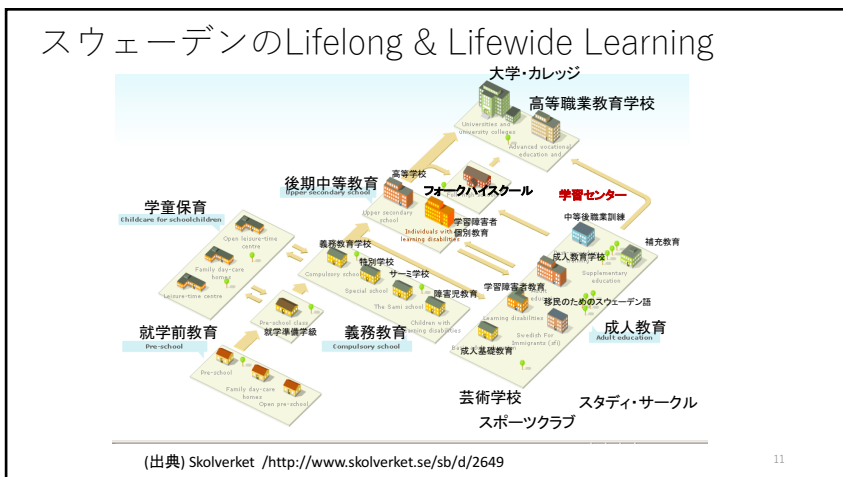 スウェーデンのLifelong & Lifewide Learning
大学・カレッジ
高等職業教育学校
Universities and
university colleges
Advanced vocational
education and
後期中等教育
Upper secondary school
高等学校
Upper secondary
school
フォークハイスクール
学習障害者
個別教育
Individuals with
learning disabilities
学習センター
中等後職業訓練
補充教育
Supplementary
education
成人教育学校
学習障害者教育
Learning disabilities
移民のためのスウェーデン語
Swedish For
Immigrants (sfi)
成人基礎教育
成人教育
Adult education
学童保育
Childcare for schoolchildren
Open leisure-time
centre
Family day-care
homes
Leisure-time centre
義務教育学校
Compulsory school
特別学校
Special school
サーミ学校
The Sami school
障害児教育
Children with
learning disabilities
義務教育
Compulsory school
Pre-school class
就学準備学級
就学前教育
Pre-school
Pre-school
Family day-care
homes
Open pre-school
芸術学校
スタディ・サークル
スポーツクラブ
(出典) Skolverket /http://www.skolverket.se/sb/d/2649
11